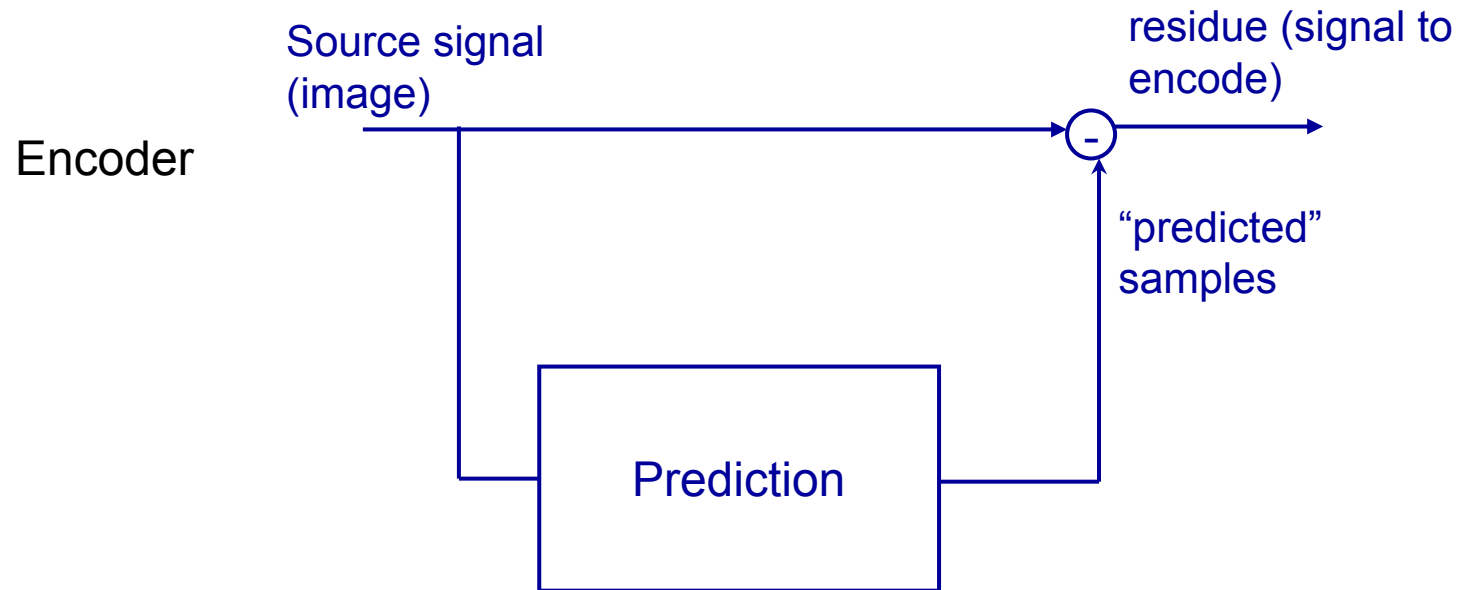 Source signal
(image)
residue (signal to
encode)
Encoder
-
“predicted”
samples
Prediction